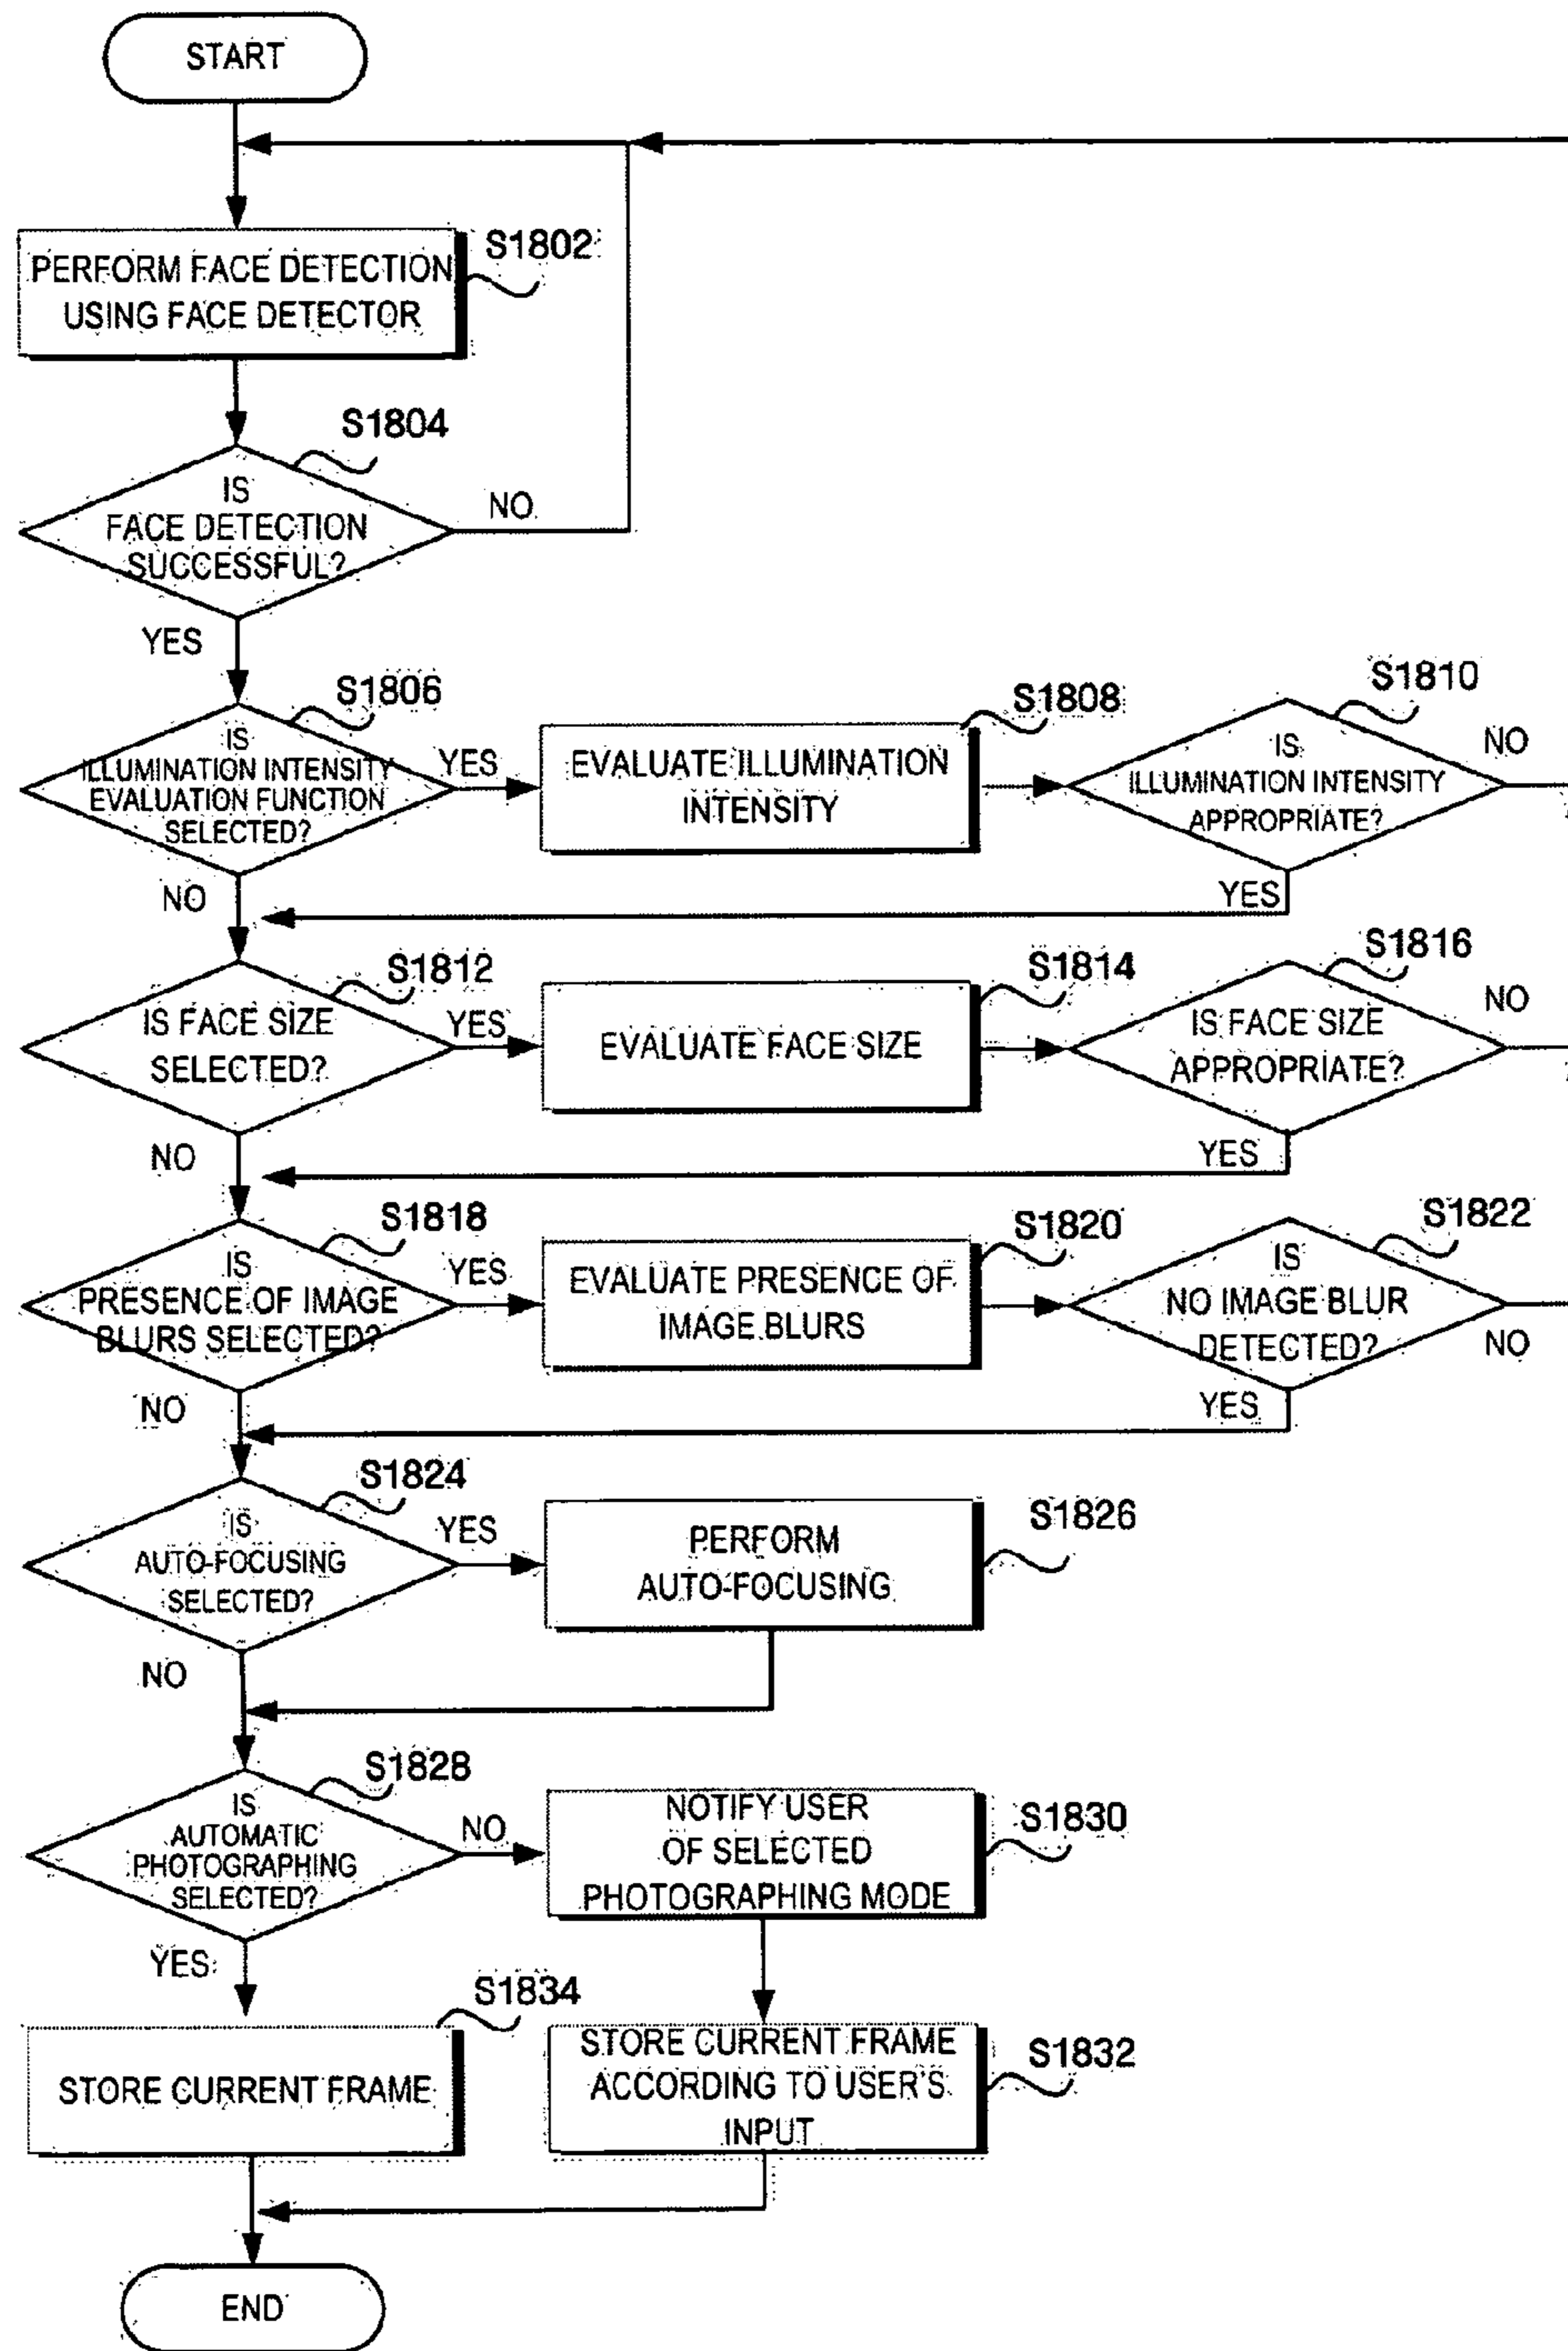 START
S1802
PERFORM FACE DETECTION
USING FACE DETECTOR
S1804
IS
FACE DETECTION
SUCCESSFUL?
NO
YES
S1806
IS
ILLUMINATION INTENSITY
EVALUATION FUNCTION
SELECTED?
YES
NO
S1808
EVALUATE ILLUMINATION
INTENSITY
S1810
IS
ILLUMINATION INTENSITY
APPROPRIATE?
NO
YES
S1812
IS FACE SIZE
SELECTED?
YES
NO
S1814
EVALUATE FACE SIZE
S1816
IS FACE SIZE
APPROPRIATE?
NO
YES
S1818
IS
PRESENCE OF IMAGE
BLURS SELECTED?
YES
NO
S1820
EVALUATE PRESENCE OF
IMAGE BLURS
S1822
IS
NO IMAGE BLUR
DETECTED?
NO
YES
S1824
IS
AUTO-FOCUSING
SELECTED?
YES
NO
S1826
PERFORM
AUTO-FOCUSING
S1828
IS
AUTOMATIC
PHOTOGRAPHING
SELECTED?
NO
YES
S1830
NOTIFY USER
OF SELECTED
PHOTOGRAPHING MODE
S1834
STORE CURRENT FRAME
S1832
STORE CURRENT FRAME
ACCORDING TO USER'S
INPUT
END